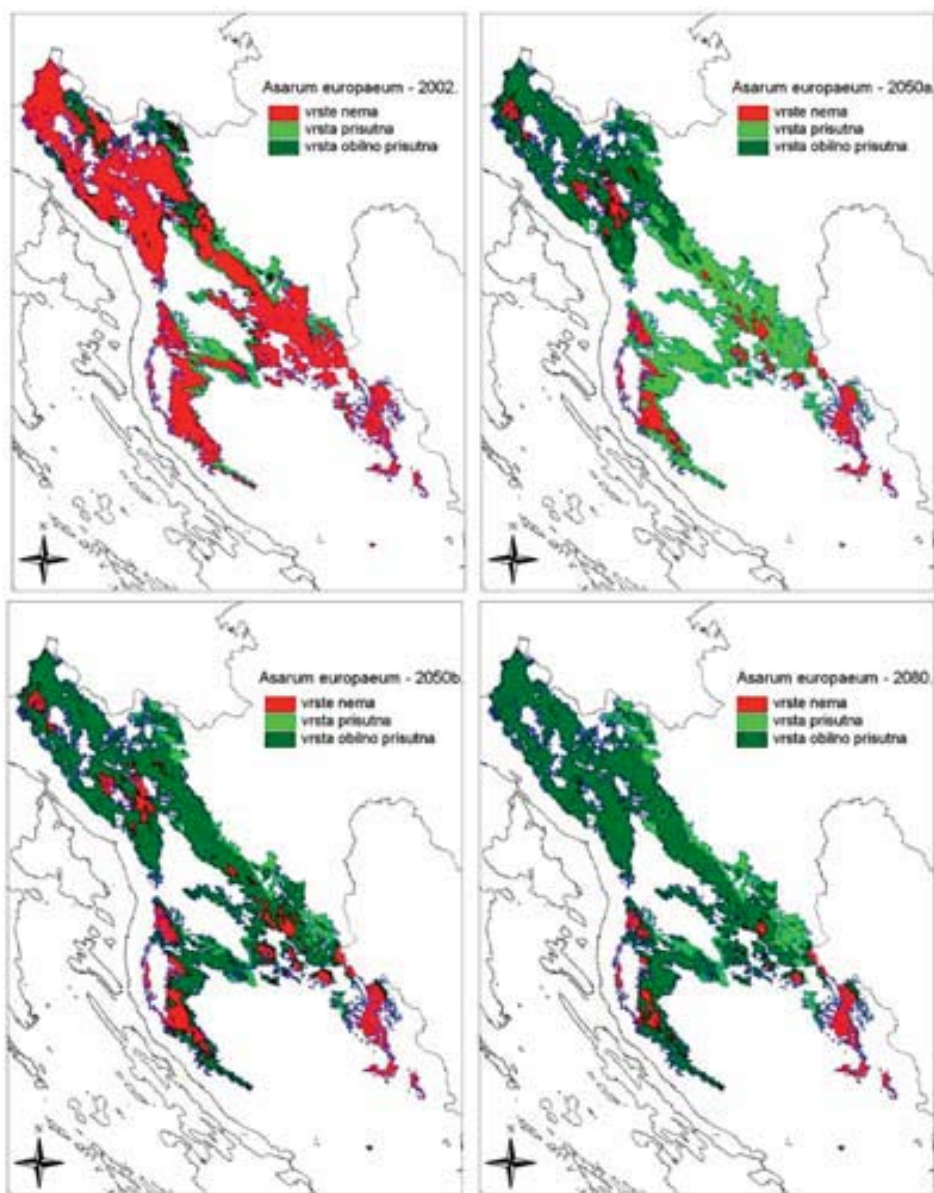 Asarum europaeum - 2002.
vrste nema
vrsta prisutna
vrsta obilno prisutna
Asarum europaeum - 2050a
vrste nema
vrsta prisutna
vrsta obilno prisutna
Asarum europaeum - 2050b
vrste nema
vrsta prisutna
vrsta obilno prisutna
Asarum europaeum - 2080.
vrste nema
vrsta prisutna
vrsta obilno prisutna